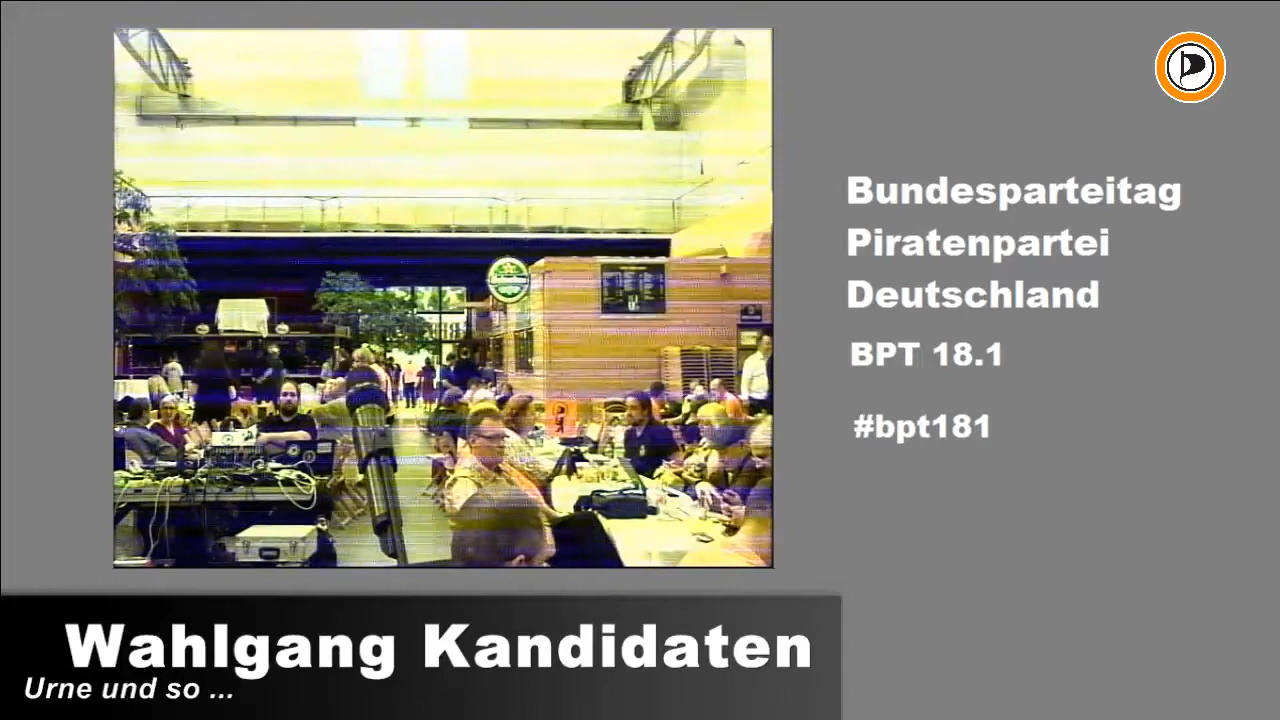 Bundesparteitag
Piratenpartei
Deutschland
BPT 18.1
#bpt181
Wahlgang Kandidaten
Urne und so ...